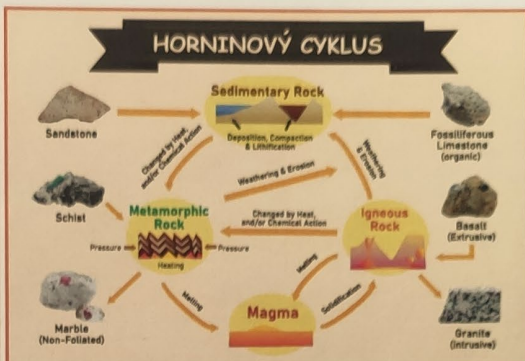 HORNINOVÝ CYKLUS
Sedimentary Rock
Deposition, Compaction
& Lithification
Sandstone
Fossiliferous
Limestone
(organic)
Changed by Heat,
and/or Chemical Action
Weathering & Erosion
Weathering
& Erosion
Schist
Metamorphic
Rock
Pressure
Pressure
Heating
Changed by Heat,
and/or Chemical Action
Igneous
Rock
Basalt
(Extrusive)
Melting
Melting
Solidification
Magma
Marble
(Non-Foliated)
Granite
(Intrusive)